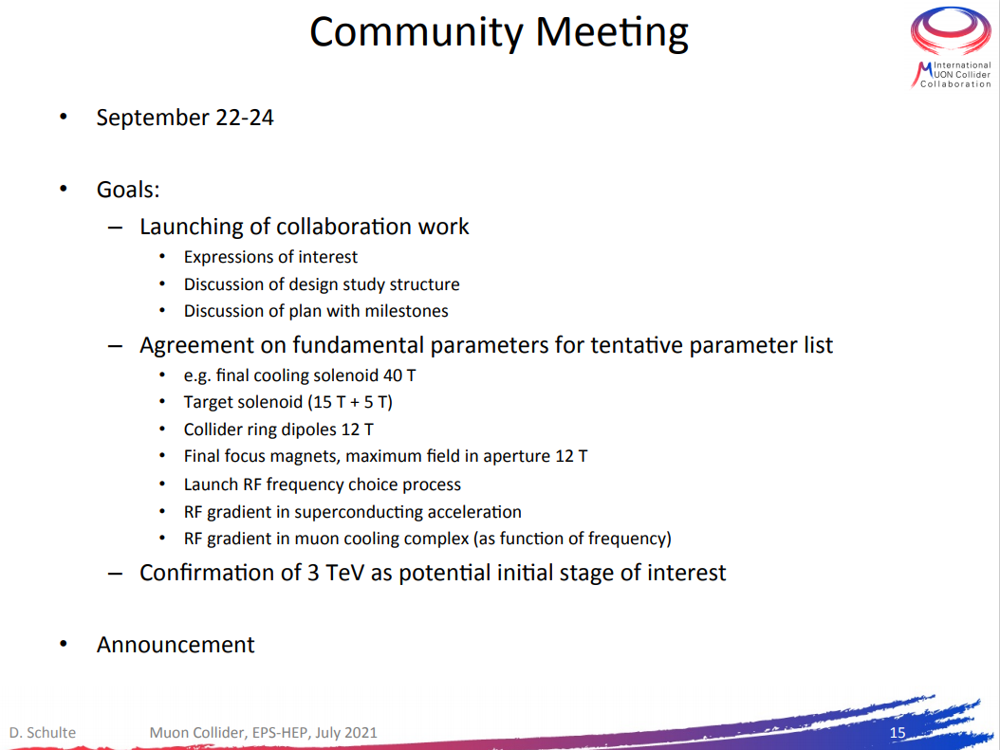 Community Meeting
International
MUON Collider
Collaboration
• September 22-24
• Goals:
– Launching of collaboration work
• Expressions of interest
• Discussion of design study structure
• Discussion of plan with milestones
– Agreement on fundamental parameters for tentative parameter list
• e.g. final cooling solenoid 40 T
• Target solenoid (15 T + 5 T)
• Collider ring dipoles 12 T
• Final focus magnets, maximum field in aperture 12 T
• Launch RF frequency choice process
• RF gradient in superconducting acceleration
• RF gradient in muon cooling complex (as function of frequency)
– Confirmation of 3 TeV as potential initial stage of interest
• Announcement
D. Schulte Muon Collider, EPS-HEP, July 2021 15